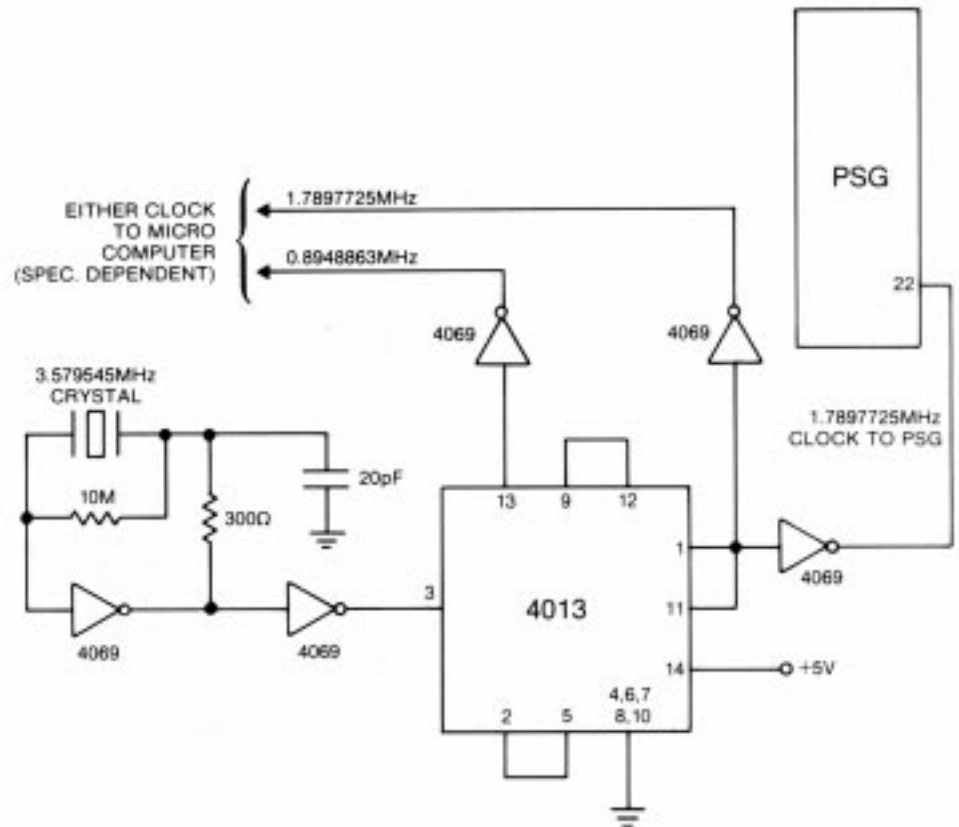 PSG
22
1.7897725MHz
EITHER CLOCK
TO MICRO
COMPUTER
(SPEC. DEPENDENT)
0.8948863MHz
4069
4069
3.579545MHz
CRYSTAL
1.7897725MHz
CLOCK TO PSG
20pF
10M
300Ω
13
9
12
1
4069
3
4013
11
4069
4069
14
+5V
4,6,7
8,10
2
5